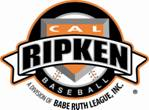 CAL
RIPKEN
BASEBALL
A DIVISION OF BABE RUTH LEAGUE, INC.